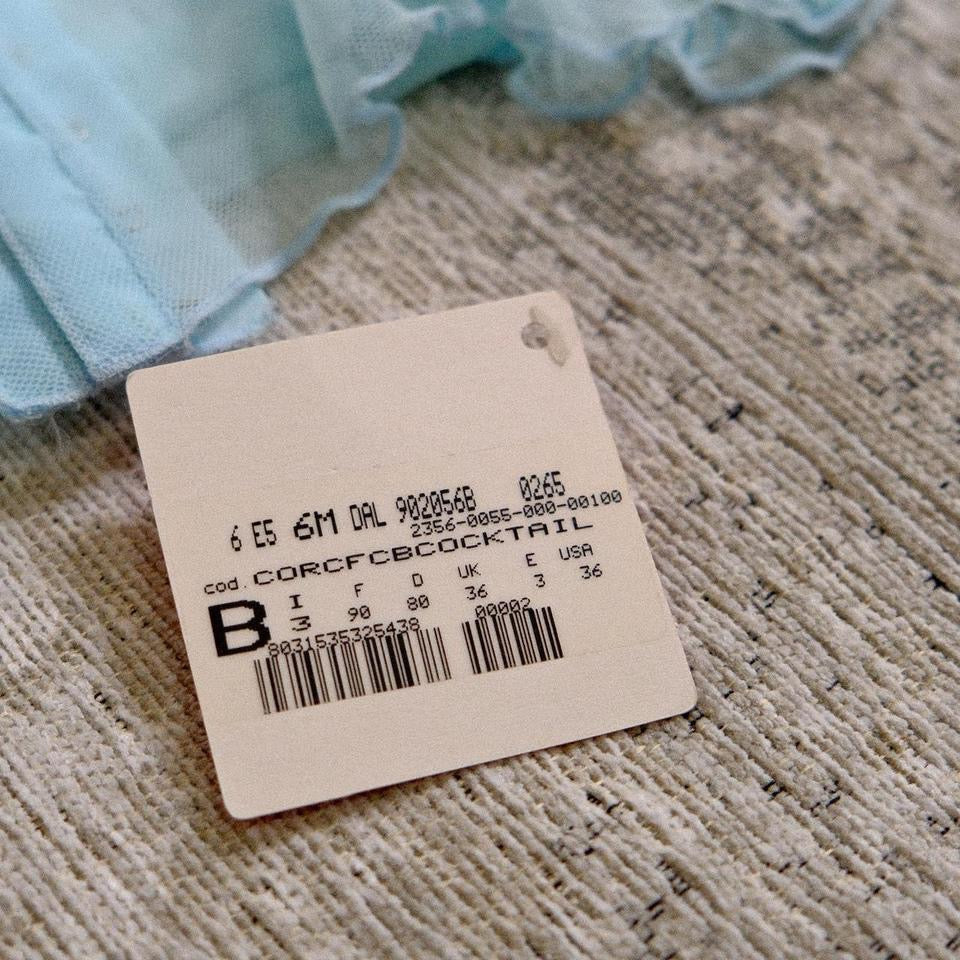 6 E5 6M DAL 902056B 0265
2356-0055-000-00100
cod. CORCFCBCOCKTAIL
B I F D UK E USA
3 90 80 36 3 36
8031535325438 00002